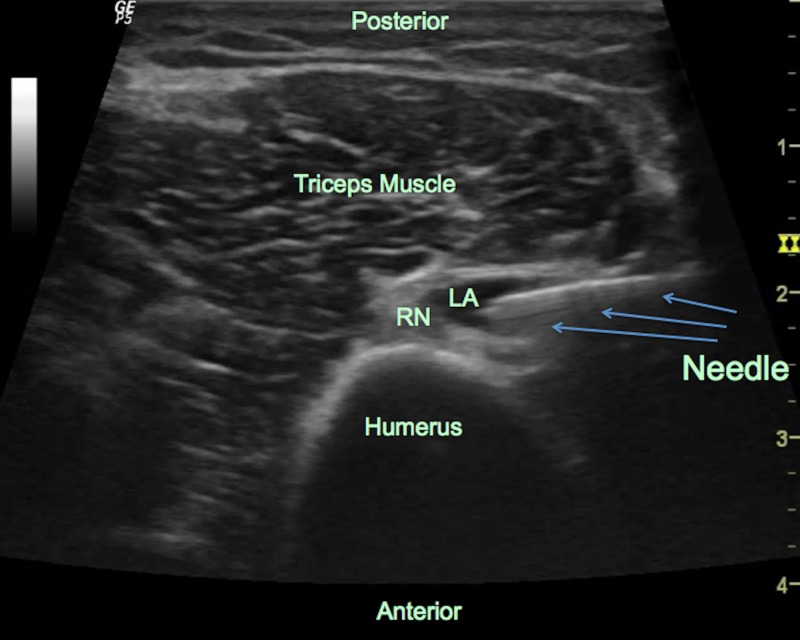 GE
P5
Posterior
1
Triceps Muscle
2
LA
RN
Needle
Humerus
3
4
Anterior